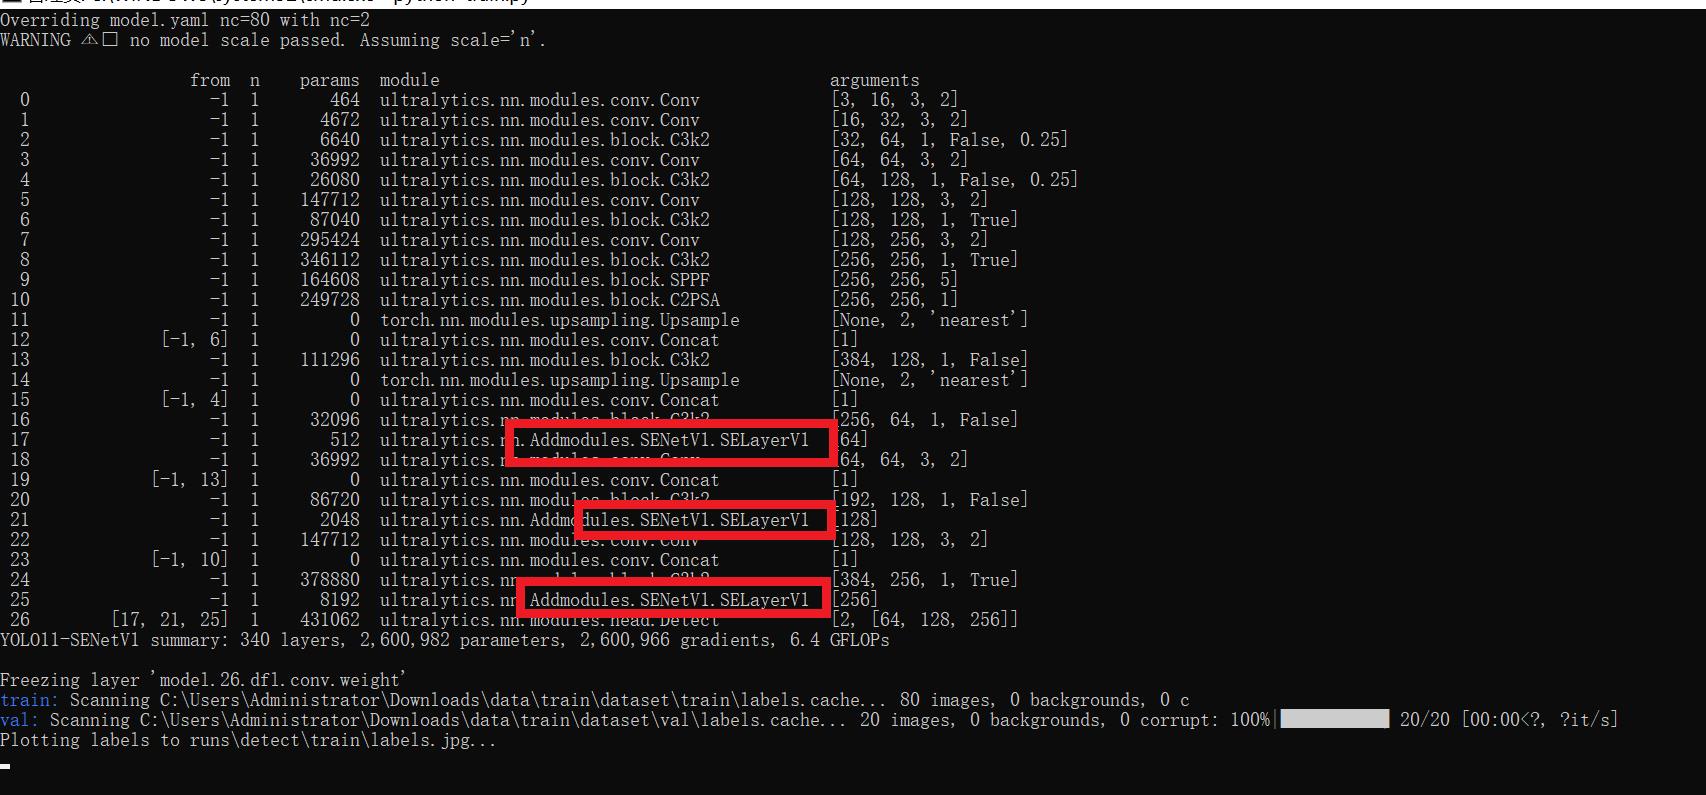 Overriding model.yaml nc=80 with nc=2
WARNING ⚠□ no model scale passed. Assuming scale='n'.
from n params module arguments
0 -1 1 464 ultralytics.nn.modules.conv.Conv [3, 16, 3, 2]
1 -1 1 4672 ultralytics.nn.modules.conv.Conv [16, 32, 3, 2]
2 -1 1 6640 ultralytics.nn.modules.block.C3k2 [32, 64, 1, False, 0.25]
3 -1 1 36992 ultralytics.nn.modules.conv.Conv [64, 64, 3, 2]
4 -1 1 26080 ultralytics.nn.modules.block.C3k2 [64, 128, 1, False, 0.25]
5 -1 1 147712 ultralytics.nn.modules.conv.Conv [128, 128, 3, 2]
6 -1 1 87040 ultralytics.nn.modules.block.C3k2 [128, 128, 1, True]
7 -1 1 295424 ultralytics.nn.modules.conv.Conv [128, 256, 3, 2]
8 -1 1 346112 ultralytics.nn.modules.block.C3k2 [256, 256, 1, True]
9 -1 1 164608 ultralytics.nn.modules.block.SPPF [256, 256, 5]
10 -1 1 249728 ultralytics.nn.modules.block.C2PSA [256, 256, 1]
11 -1 1 0 torch.nn.modules.upsampling.Upsample [None, 2, 'nearest']
12 [-1, 6] 1 0 ultralytics.nn.modules.conv.Concat [1]
13 -1 1 111296 ultralytics.nn.modules.block.C3k2 [384, 128, 1, False]
14 -1 1 0 torch.nn.modules.upsampling.Upsample [None, 2, 'nearest']
15 [-1, 4] 1 0 ultralytics.nn.modules.conv.Concat [1]
16 -1 1 32096 ultralytics.nn.modules.block.C3k2 [256, 64, 1, False]
17 -1 1 512 ultralytics.nn.Addmodules.SENetV1.SELayerV1 [64]
18 -1 1 36992 ultralytics.nn.modules.conv.Conv [64, 64, 3, 2]
19 [-1, 13] 1 0 ultralytics.nn.modules.conv.Concat [1]
20 -1 1 86720 ultralytics.nn.modules.block.C3k2 [192, 128, 1, False]
21 -1 1 2048 ultralytics.nn.Addmodules.SENetV1.SELayerV1 [128]
22 -1 1 147712 ultralytics.nn.modules.conv.Conv [128, 128, 3, 2]
23 [-1, 10] 1 0 ultralytics.nn.modules.conv.Concat [1]
24 -1 1 378880 ultralytics.nn.modules.block.C3k2 [384, 256, 1, True]
25 -1 1 8192 ultralytics.nn.Addmodules.SENetV1.SELayerV1 [256]
26 [17, 21, 25] 1 431062 ultralytics.nn.modules.head.Detect [2, [64, 128, 256]]
YOLO11-SENetV1 summary: 340 layers, 2,600,982 parameters, 2,600,966 gradients, 6.4 GFLOPs
Freezing layer 'model.26.dfl.conv.weight'
train: Scanning C:\Users\Administrator\Downloads\data\train\dataset\train\labels.cache... 80 images, 0 backgrounds, 0 c
val: Scanning C:\Users\Administrator\Downloads\data\train\dataset\val\labels.cache... 20 images, 0 backgrounds, 0 corrupt: 100%|██████████| 20/20 [00:00<?, ?it/s]
Plotting labels to runs\detect\train\labels.jpg...